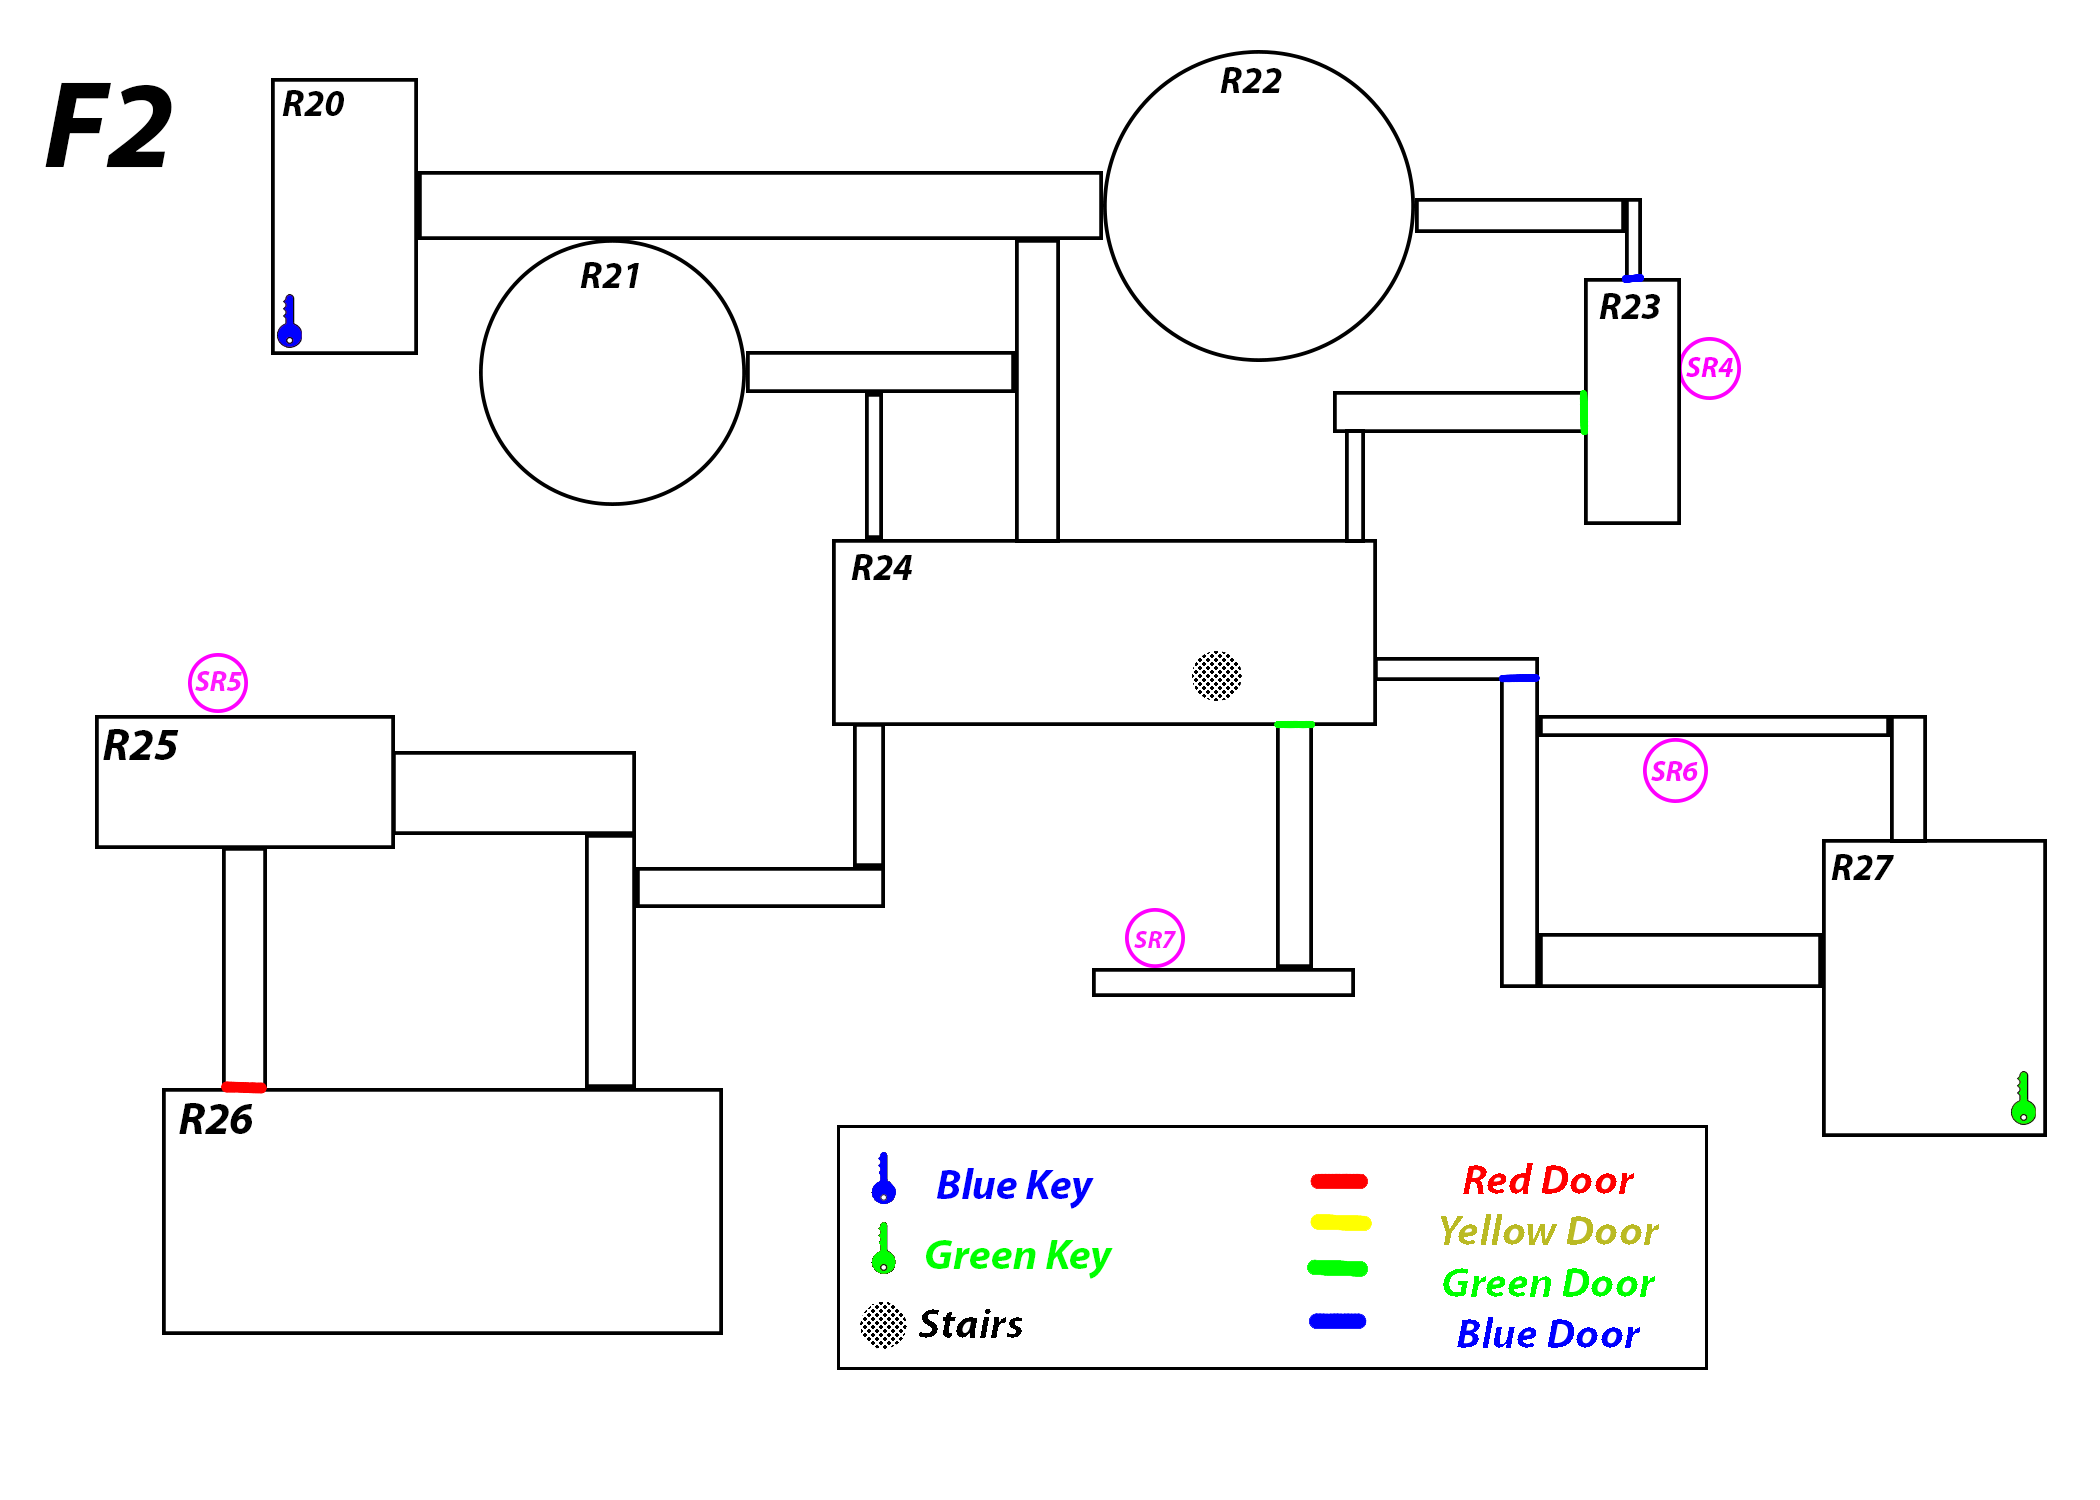 F2
R20
R22
R21
R23
SR4
R24
SR5
R25
SR6
R27
SR7
R26
Blue Key
Green Key
Stairs
Red Door
Yellow Door
Green Door
Blue Door